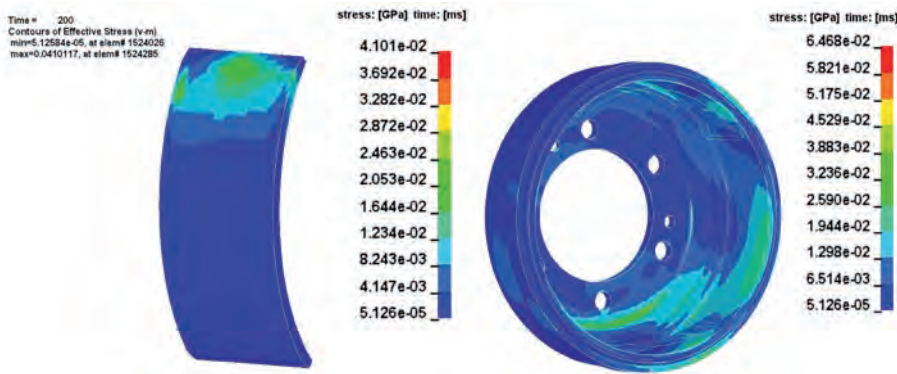 Time = 200
Contours of Effective Stress (v-m)
min=5.12584e-05, at elem# 1524026
max=0.0410117, at elem# 1524285
stress: [GPa] time: [ms]
4.101e-02
3.692e-02
3.282e-02
2.872e-02
2.463e-02
2.053e-02
1.644e-02
1.234e-02
8.243e-03
4.147e-03
5.126e-05
stress: [GPa] time: [ms]
6.468e-02
5.821e-02
5.175e-02
4.529e-02
3.883e-02
3.236e-02
2.590e-02
1.944e-02
1.298e-02
6.514e-03
5.126e-05